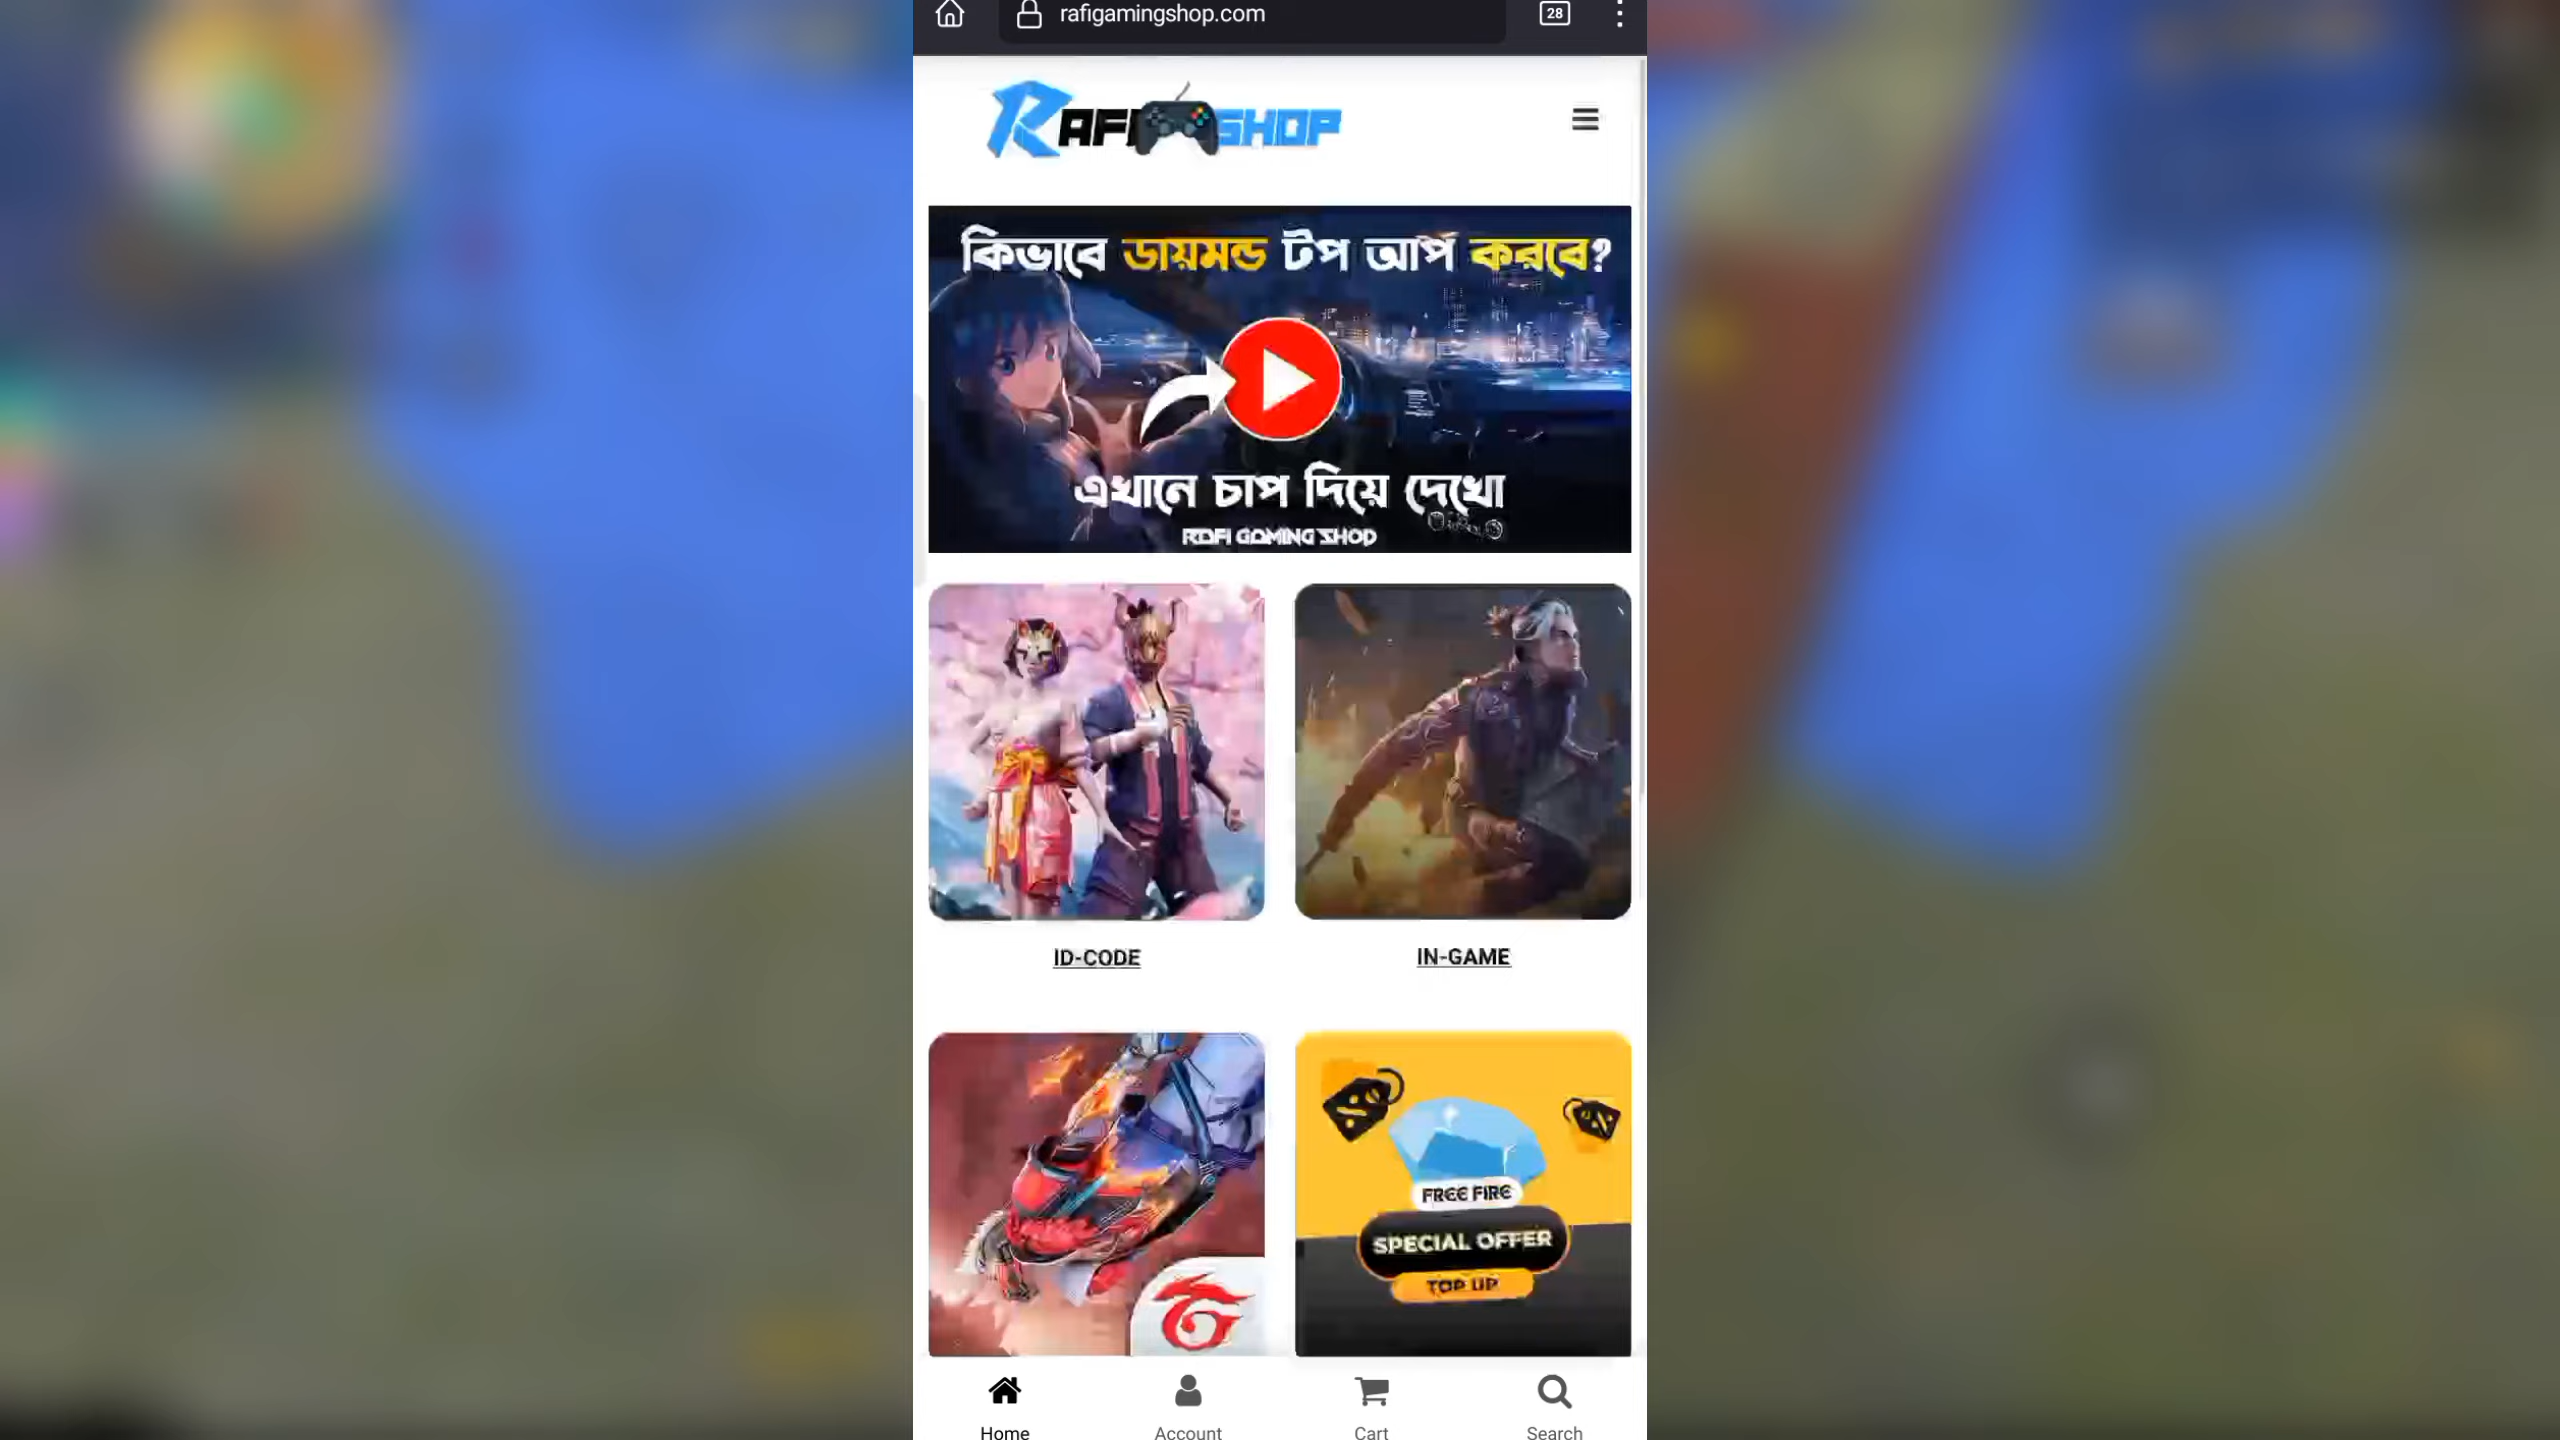 rafigamingshop.com
28
RAFI SHOP
কিভাবে ডায়মন্ড টপ আপ করবে?
এখানে চাপ দিয়ে দেখো
RAFI GAMING SHOP
ID-CODE
IN-GAME
FREE FIRE
SPECIAL OFFER
TOP UP
Home
Account
Cart
Search